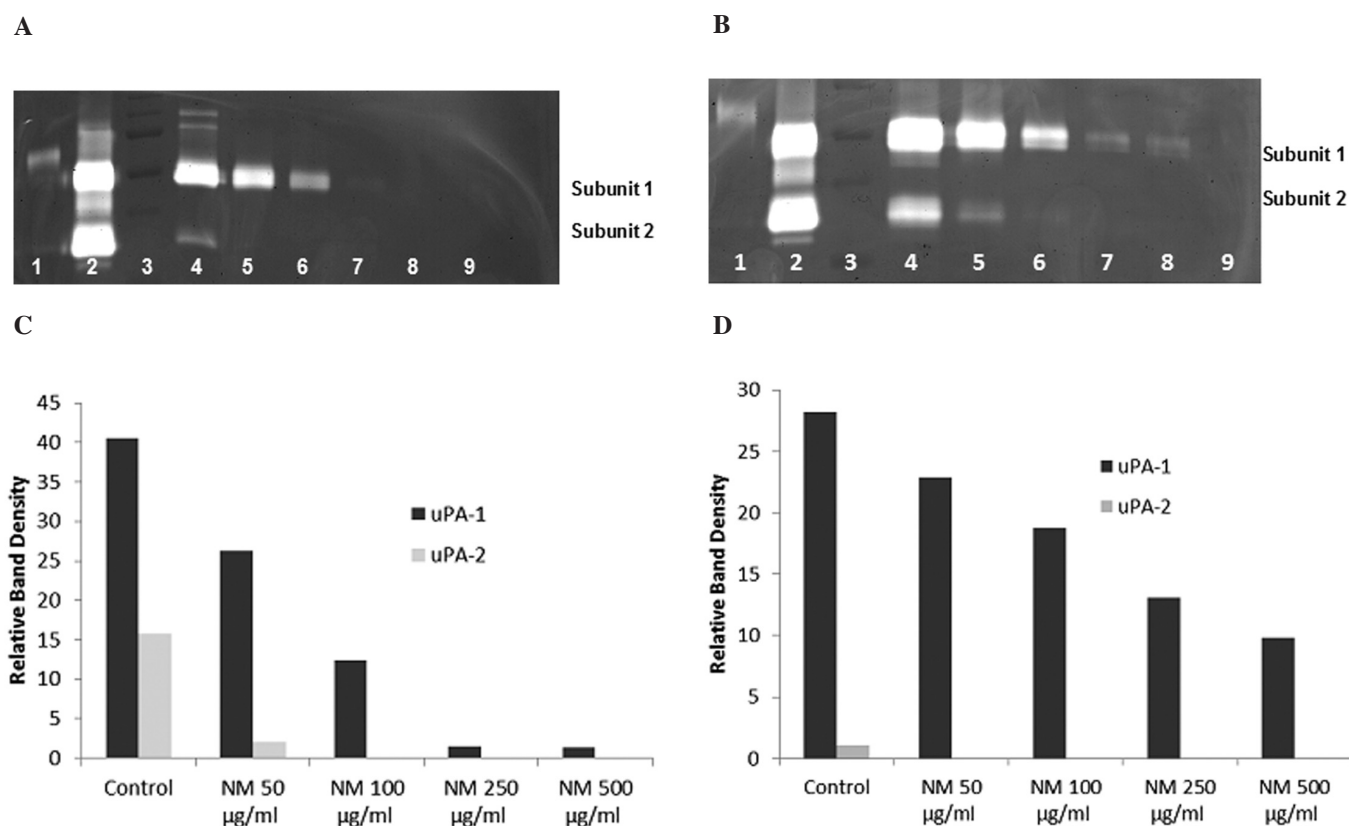 A
B
Subunit 1
Subunit 2
1 2 3 4 5 6 7 8 9
Subunit 1
Subunit 2
1 2 3 4 5 6 7 8 9
C
D
Relative Band Density
45
40
35
30
25
20
15
10
5
0
uPA-1
uPA-2
Control
NM 50 µg/ml
NM 100 µg/ml
NM 250 µg/ml
NM 500 µg/ml
Relative Band Density
30
25
20
15
10
5
0
uPA-1
uPA-2
Control
NM 50 µg/ml
NM 100 µg/ml
NM 250 µg/ml
NM 500 µg/ml